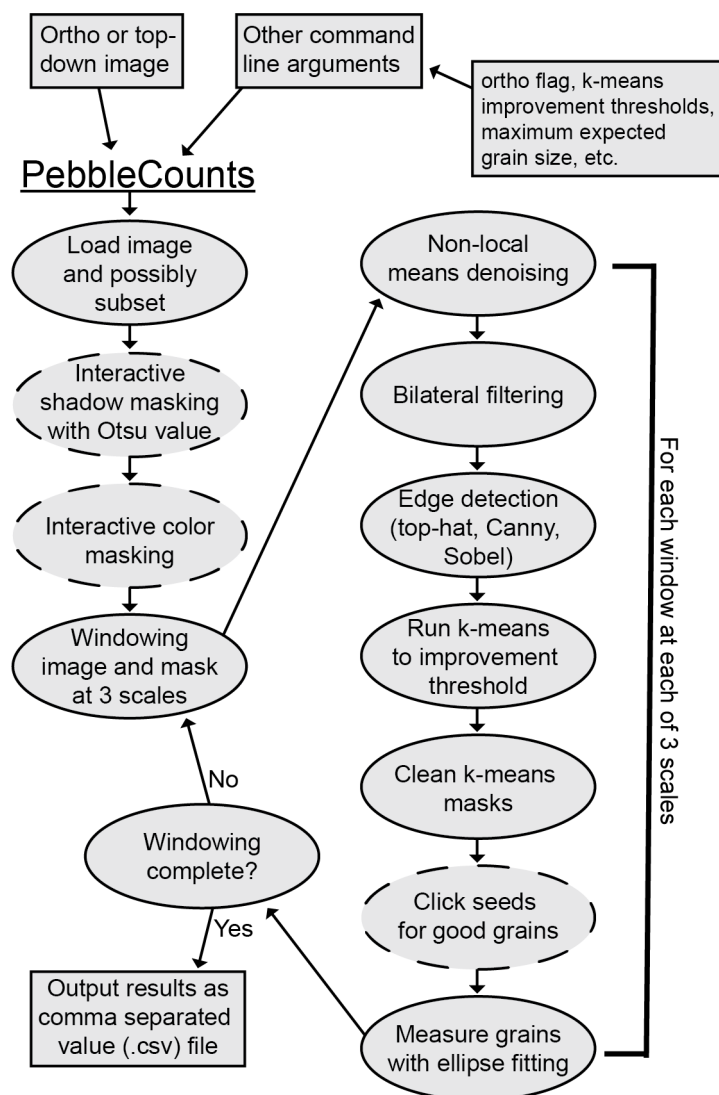 Ortho or top-
down image
Other command
line arguments
ortho flag, k-means
improvement thresholds,
maximum expected
grain size, etc.
PebbleCounts
Load image
and possibly
subset
Interactive
shadow masking
with Otsu value
Interactive color
masking
Windowing
image and mask
at 3 scales
Non-local
means denoising
Bilateral filtering
Edge detection
(top-hat, Canny,
Sobel)
Run k-means
to improvement
threshold
Clean k-means
masks
Click seeds
for good grains
Measure grains
with ellipse fitting
For each window at each of 3 scales
No
Windowing
complete?
Yes
Output results as
comma separated
value (.csv) file